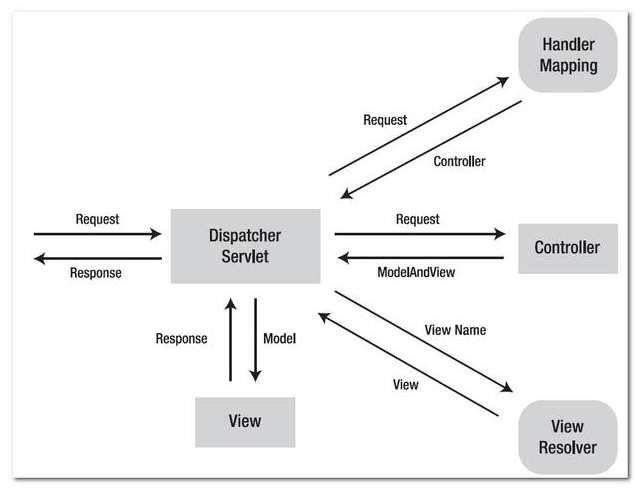 Handler
Mapping
Request
Controller
Request
Response
Dispatcher
Servlet
Request
ModelAndView
Controller
Response
Model
View Name
View
View
View
Resolver